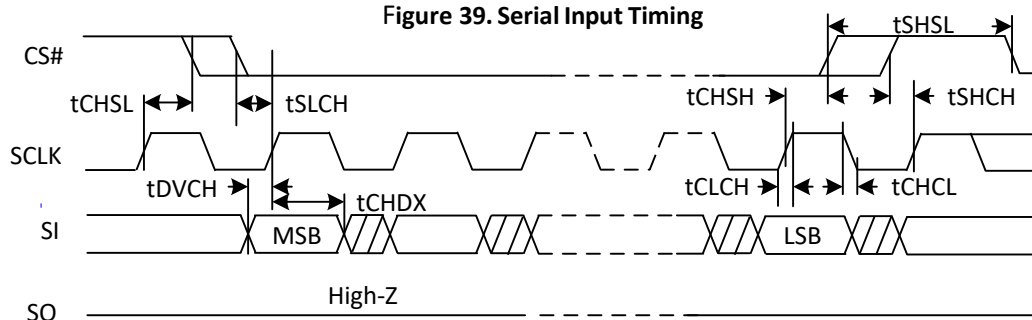 Figure 39. Serial Input Timing
tSHSL
CS#
tCHSL
tSLCH
tCHSH
tSHCH
SCLK
tDVCH
tCHDX
tCLCH
tCHCL
SI
MSB
LSB
High-Z
SO